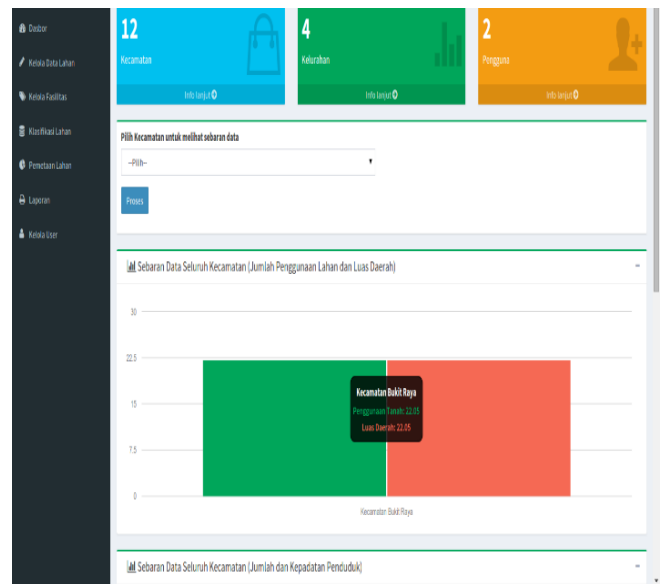 Dasbor
Kelola Data Lahan
Kelola Fasilitas
Klasifikasi Lahan
Pemetaan Lahan
Laporan
Kelola User
12
Kecamatan
Info lanjut
4
Kelurahan
Info lanjut
2
Pengguna
Info lanjut
Pilih Kecamatan untuk melihat sebaran data
--Pilih--
Proses
Sebaran Data Seluruh Kecamatan (Jumlah Penggunaan Lahan dan Luas Daerah)
30
22.5
15
7.5
0
Kecamatan Bukit Raya
Penggunaan Tanah: 22.05
Luas Daerah: 22.05
Kecamatan Bukit Raya
Sebaran Data Seluruh Kecamatan (Jumlah dan Kepadatan Penduduk)